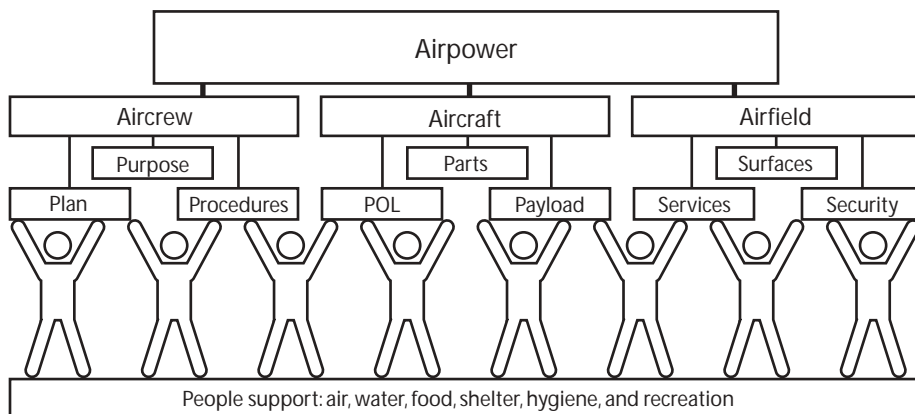 Airpower
Aircrew
Aircraft
Airfield
Purpose
Parts
Surfaces
Plan
Procedures
POL
Payload
Services
Security
People support: air, water, food, shelter, hygiene, and recreation